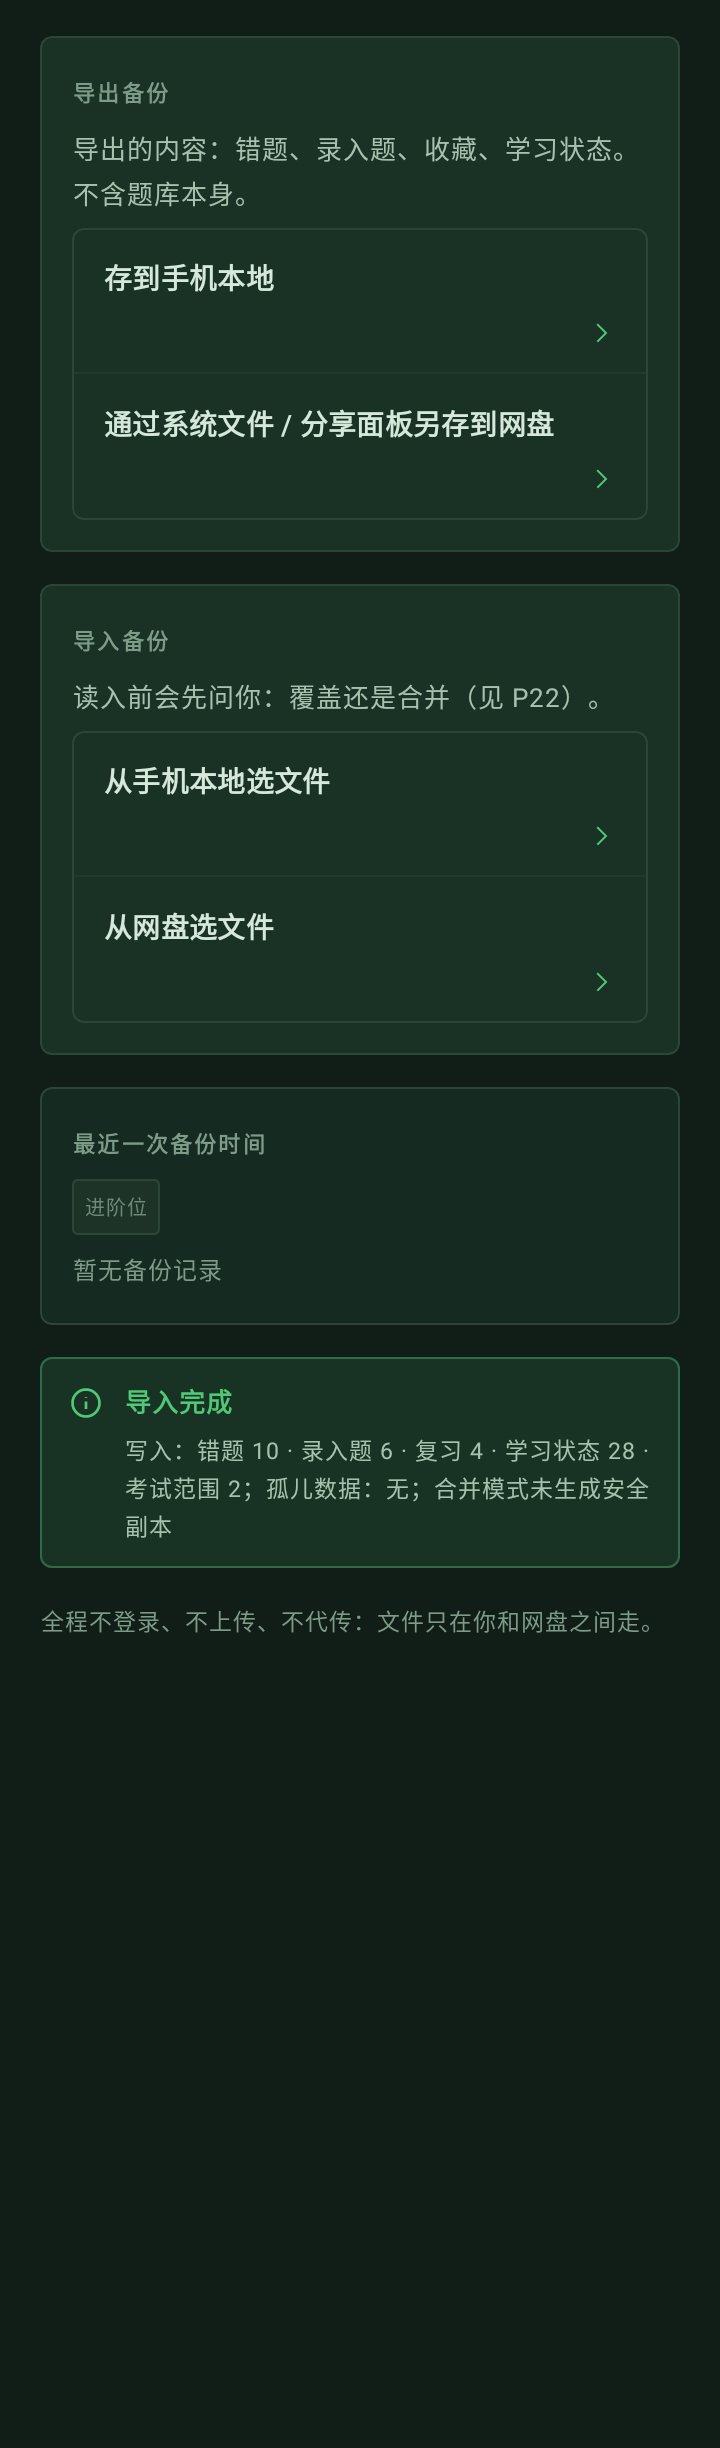 导出备份
导出的内容：错题、录入题、收藏、学习状态。
不含题库本身。
存到手机本地
通过系统文件 / 分享面板另存到网盘
导入备份
读入前会先问你：覆盖还是合并（见 P22）。
从手机本地选文件
从网盘选文件
最近一次备份时间
进阶位
暂无备份记录
导入完成
写入：错题 10 · 录入题 6 · 复习 4 · 学习状态 28 ·
考试范围 2；孤儿数据：无；合并模式未生成安全
副本
全程不登录、不上传、不代传：文件只在你和网盘之间走。